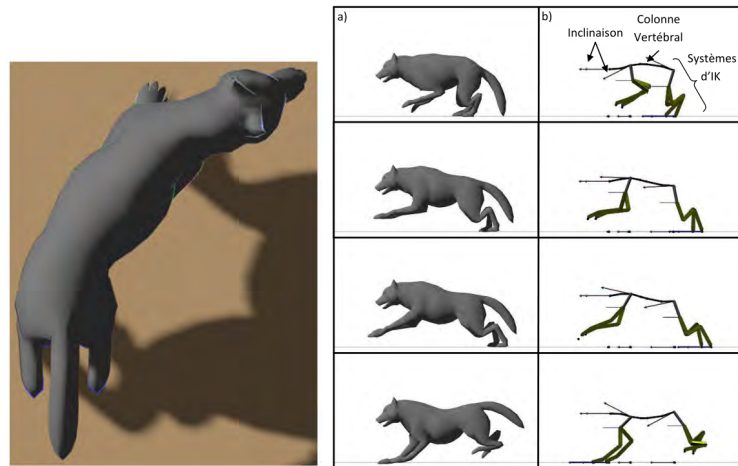 a)
b)
Colonne
Vertébral
Inclinaison
Systèmes
d'IK